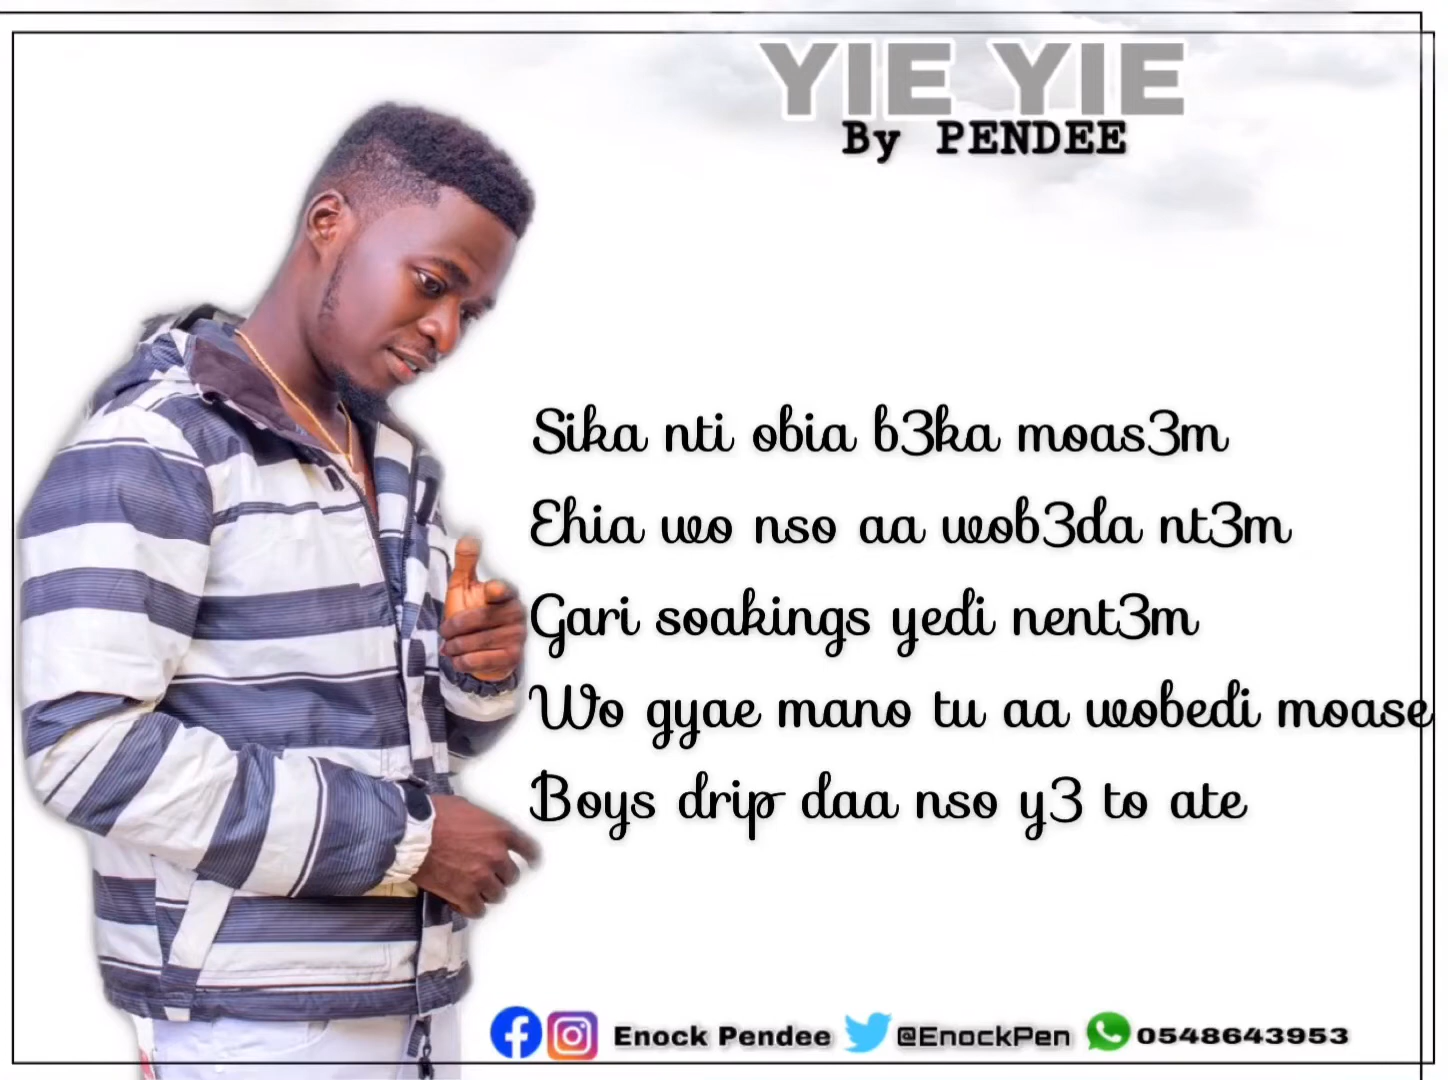 YIE YIE
By PENDEE
Sika nti obia b3ka moas3m
Ehia wo nso aa wob3da nt3m
Gari soakings yedi nent3m
Wo gyae mano tu aa wobedi moase
Boys drip daa nso y3 to ate
Enock Pendee @EnockPen 0548643953